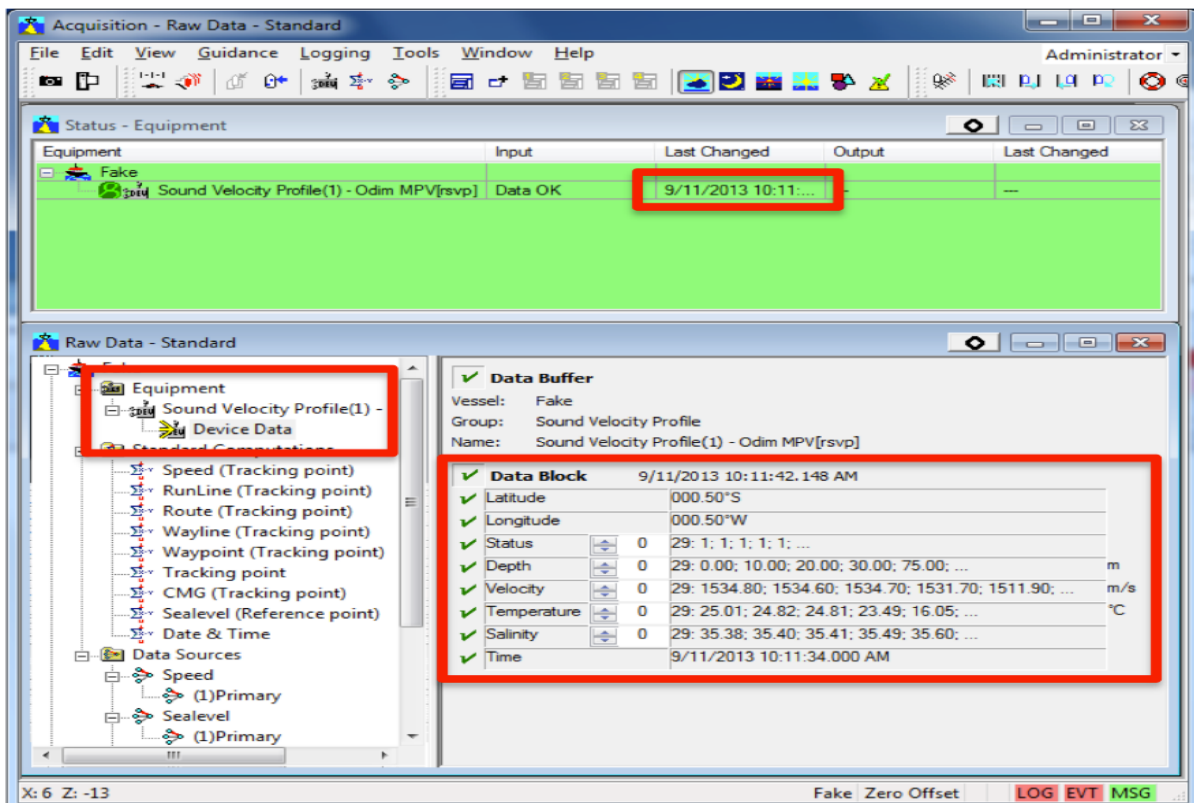 Acquisition - Raw Data - Standard
File Edit View Guidance Logging Tools Window Help Administrator
Status - Equipment
Equipment Input Last Changed Output Last Changed
Fake
Sound Velocity Profile(1) - Odim MPV[rsvp] Data OK 9/11/2013 10:11:... ---
Raw Data - Standard
Equipment
Sound Velocity Profile(1) -
Device Data
Standard Computations
Speed (Tracking point)
RunLine (Tracking point)
Route (Tracking point)
Wayline (Tracking point)
Waypoint (Tracking point)
Tracking point
CMG (Tracking point)
Sealevel (Reference point)
Date & Time
Data Sources
Speed
(1)Primary
Sealevel
(1)Primary
Data Buffer
Vessel: Fake
Group: Sound Velocity Profile
Name: Sound Velocity Profile(1) - Odim MPV[rsvp]
Data Block 9/11/2013 10:11:42.148 AM
Latitude 000.50°S
Longitude 000.50°W
Status 0 29: 1; 1; 1; 1; 1; ...
Depth 0 29: 0.00; 10.00; 20.00; 30.00; 75.00; ... m
Velocity 0 29: 1534.80; 1534.60; 1534.70; 1531.70; 1511.90; ... m/s
Temperature 0 29: 25.01; 24.82; 24.81; 23.49; 16.05; ... °C
Salinity 0 29: 35.38; 35.40; 35.41; 35.49; 35.60; ...
Time 9/11/2013 10:11:34.000 AM
X: 6 Z: -13 Fake Zero Offset LOG EVT MSG